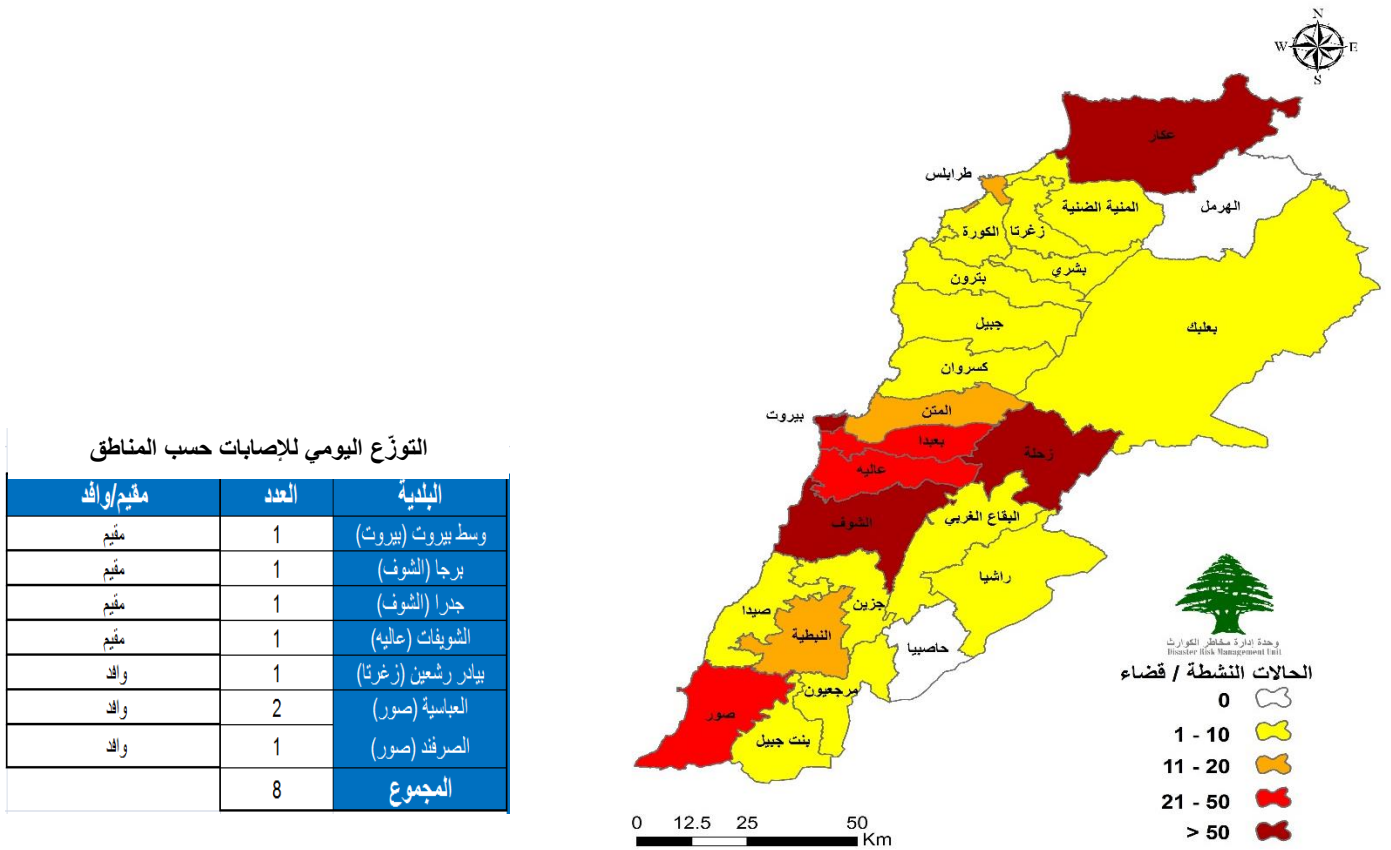 التوزّع اليومي للإصابات حسب المناطق
البلدية العدد مقيم/وافد
وسط بيروت (بيروت) 1 مقيم
برجا (الشوف) 1 مقيم
جدرا (الشوف) 1 مقيم
الشويفات (عاليه) 1 مقيم
بيادر رشعين (زغرتا) 1 وافد
العباسية (صور) 2 وافد
الصرفند (صور) 1 وافد
المجموع 8
N
W E
S
عكار
طرابلس
المنية الضنية
الهرمل
زغرتا
الكورة
بشري
بترون
جبيل
بعلبك
كسروان
المتن
بيروت
بعبدا
زحلة
عاليه
الشوف
البقاع الغربي
راشيا
جزين
صيدا
النبطية
حاصبيا
مرجعيون
صور
بنت جبيل
وحدة إدارة مخاطر الكوارث
Disaster Risk Management Unit
الحالات النشطة / قضاء
0
1 - 10
11 - 20
21 - 50
> 50
0 12.5 25 50
Km